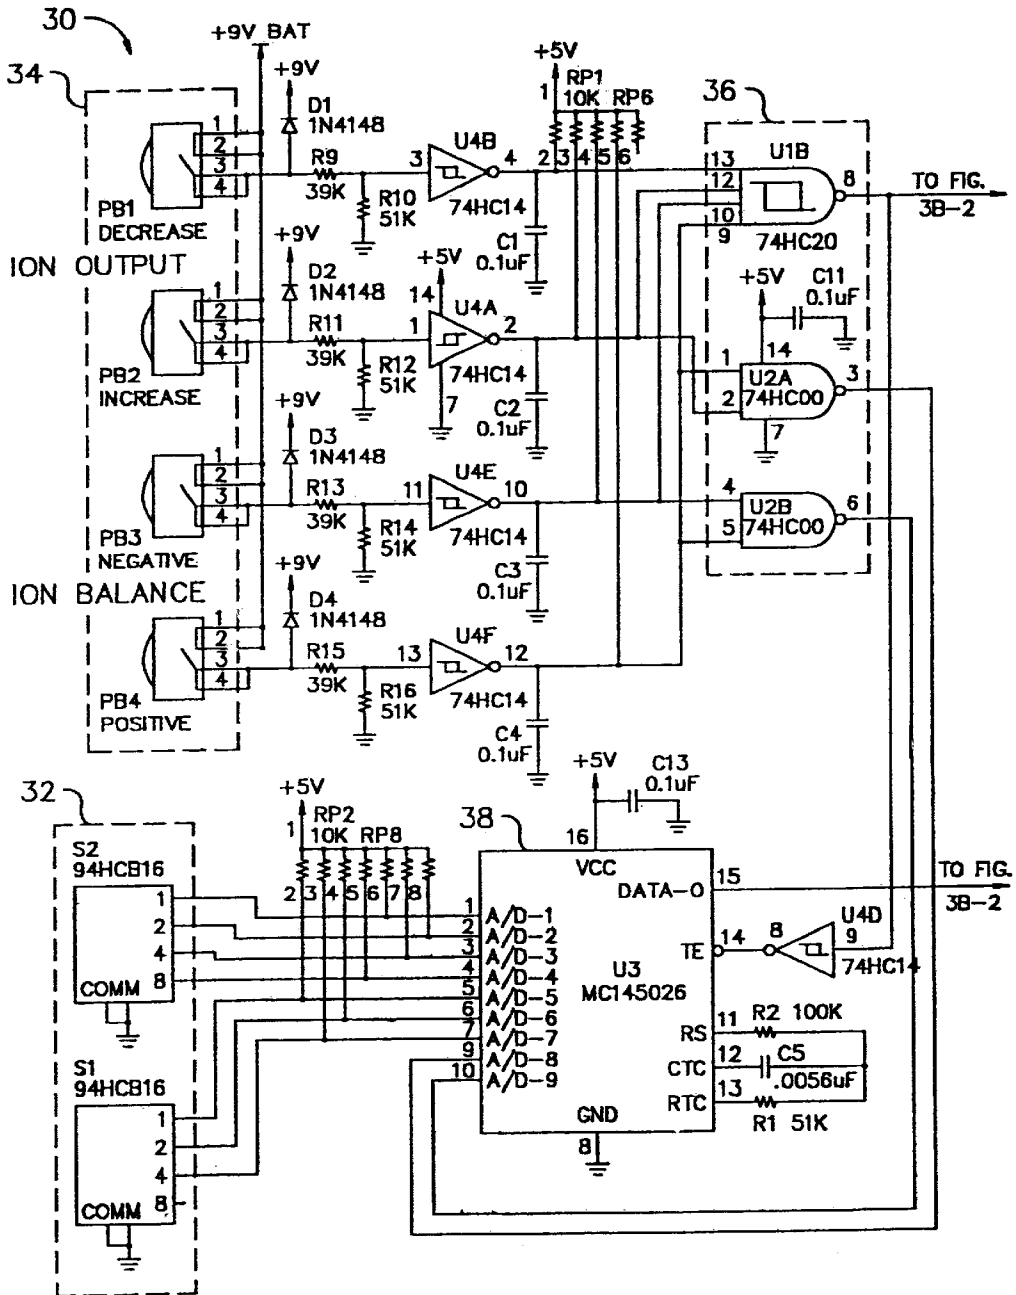 30
+9V BAT
34
+9V
D1
1N4148
1
2
3
4
R9
39K
R10
51K
PB1
DECREASE
3
U4B
4
74HC14
+5V
1
RP1
10K
RP6
2
3
4
5
6
C1
0.1uF
36
U1B
13
12
10
9
8
74HC20
TO FIG.
3B-2
ION OUTPUT
+9V
D2
1N4148
1
2
3
4
R11
39K
R12
51K
PB2
INCREASE
+5V
14
U4A
1
2
74HC14
7
C2
0.1uF
+5V
C11
0.1uF
14
1
2
U2A
74HC00
3
7
+9V
D3
1N4148
1
2
3
4
R13
39K
R14
51K
PB3
NEGATIVE
11
U4E
10
74HC14
C3
0.1uF
4
5
U2B
74HC00
6
ION BALANCE
+9V
D4
1N4148
1
2
3
4
R15
39K
R16
51K
PB4
POSITIVE
13
U4F
12
74HC14
C4
0.1uF
32
S2
94HCB16
1
2
4
8
COMM
S1
94HCB16
1
2
4
8
COMM
+5V
1
RP2
10K
RP8
2
3
4
5
6
7
8
38
+5V
C13
0.1uF
16
VCC
DATA-O
15
TO FIG.
3B-2
1 A/D-1
2 A/D-2
3 A/D-3
4 A/D-4
5 A/D-5
6 A/D-6
7 A/D-7
9 A/D-8
10 A/D-9
U3
MC145026
TE
14
8
U4D
9
74HC14
RS
11
R2 100K
CTC
12
C5
.0056uF
RTC
13
R1 51K
GND
8